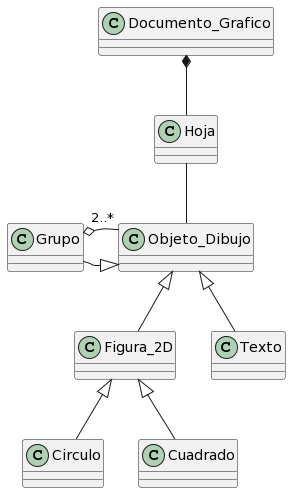 C Documento_Grafico
C Hoja
2..*
C Grupo
C Objeto_Dibujo
C Figura_2D
C Texto
C Circulo
C Cuadrado